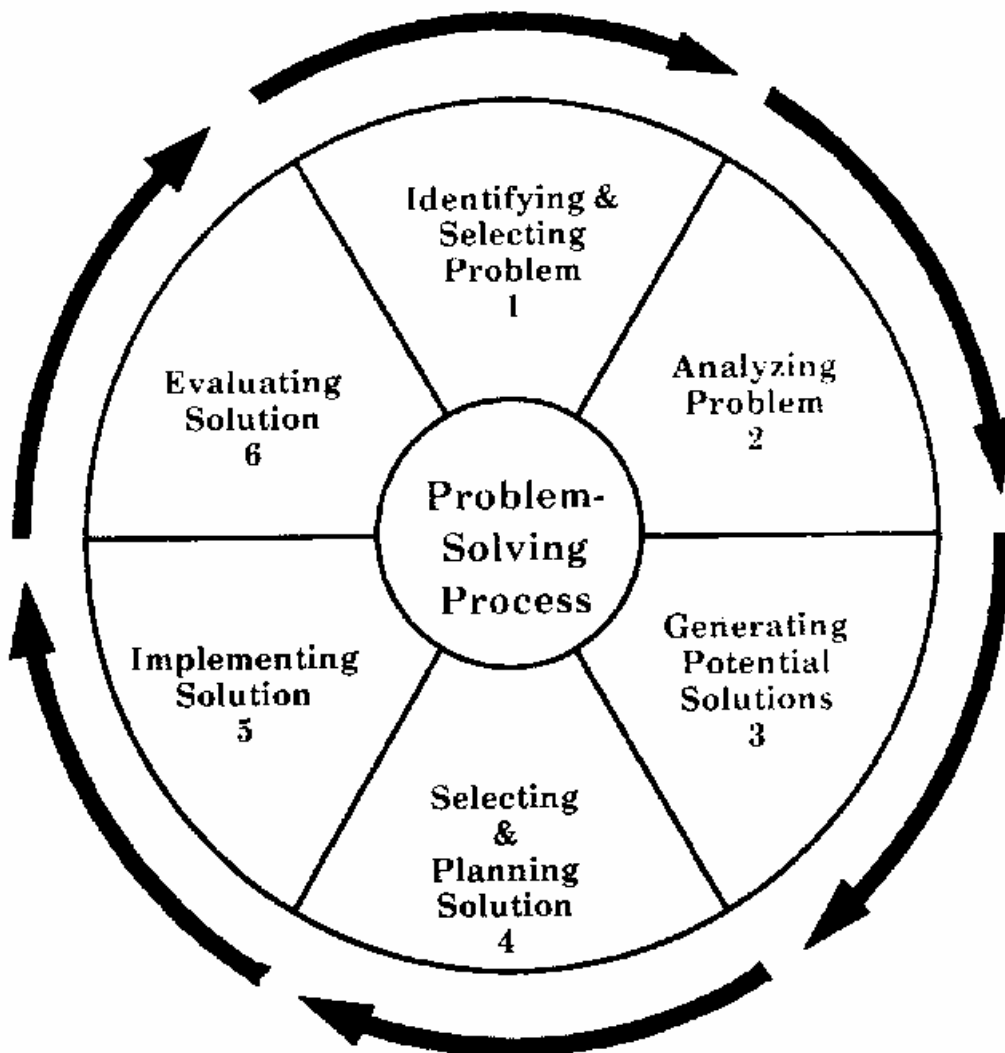 Identifying &
Selecting
Problem
1
Analyzing
Problem
2
Generating
Potential
Solutions
3
Selecting
&
Planning
Solution
4
Implementing
Solution
5
Evaluating
Solution
6
Problem-
Solving
Process